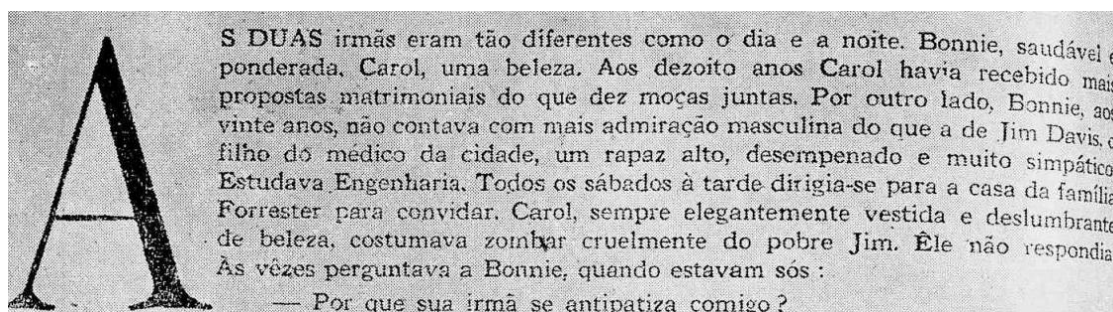 AS DUAS irmãs eram tão diferentes como o dia e a noite. Bonnie, saudável e
ponderada. Carol, uma beleza. Aos dezoito anos Carol havia recebido mais
propostas matrimoniais do que dez moças juntas. Por outro lado, Bonnie, aos
vinte anos, não contava com mais admiração masculina do que a de Jim Davis, o
filho do médico da cidade, um rapaz alto, desempenado e muito simpático.
Estudava Engenharia. Todos os sábados à tarde dirigia-se para a casa da família
Forrester para convidar. Carol, sempre elegantemente vestida e deslumbrante
de beleza, costumava zombar cruelmente do pobre Jim. Êle não respondia.
Às vêzes perguntava a Bonnie, quando estavam sós :
— Por que sua irmã se antipatiza comigo ?